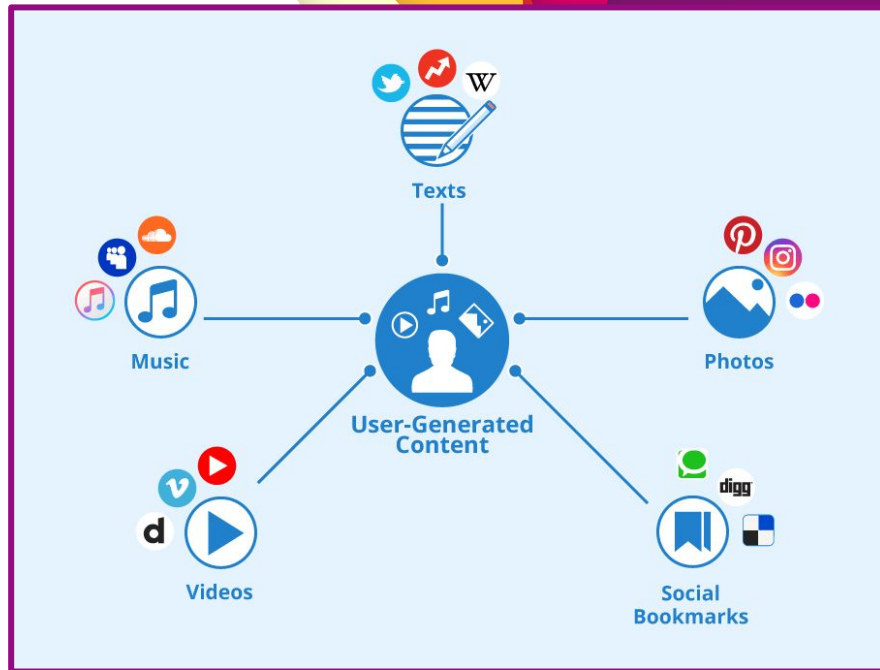 W
Texts
Music
Photos
User-Generated
Content
d
digg
Videos
Social
Bookmarks